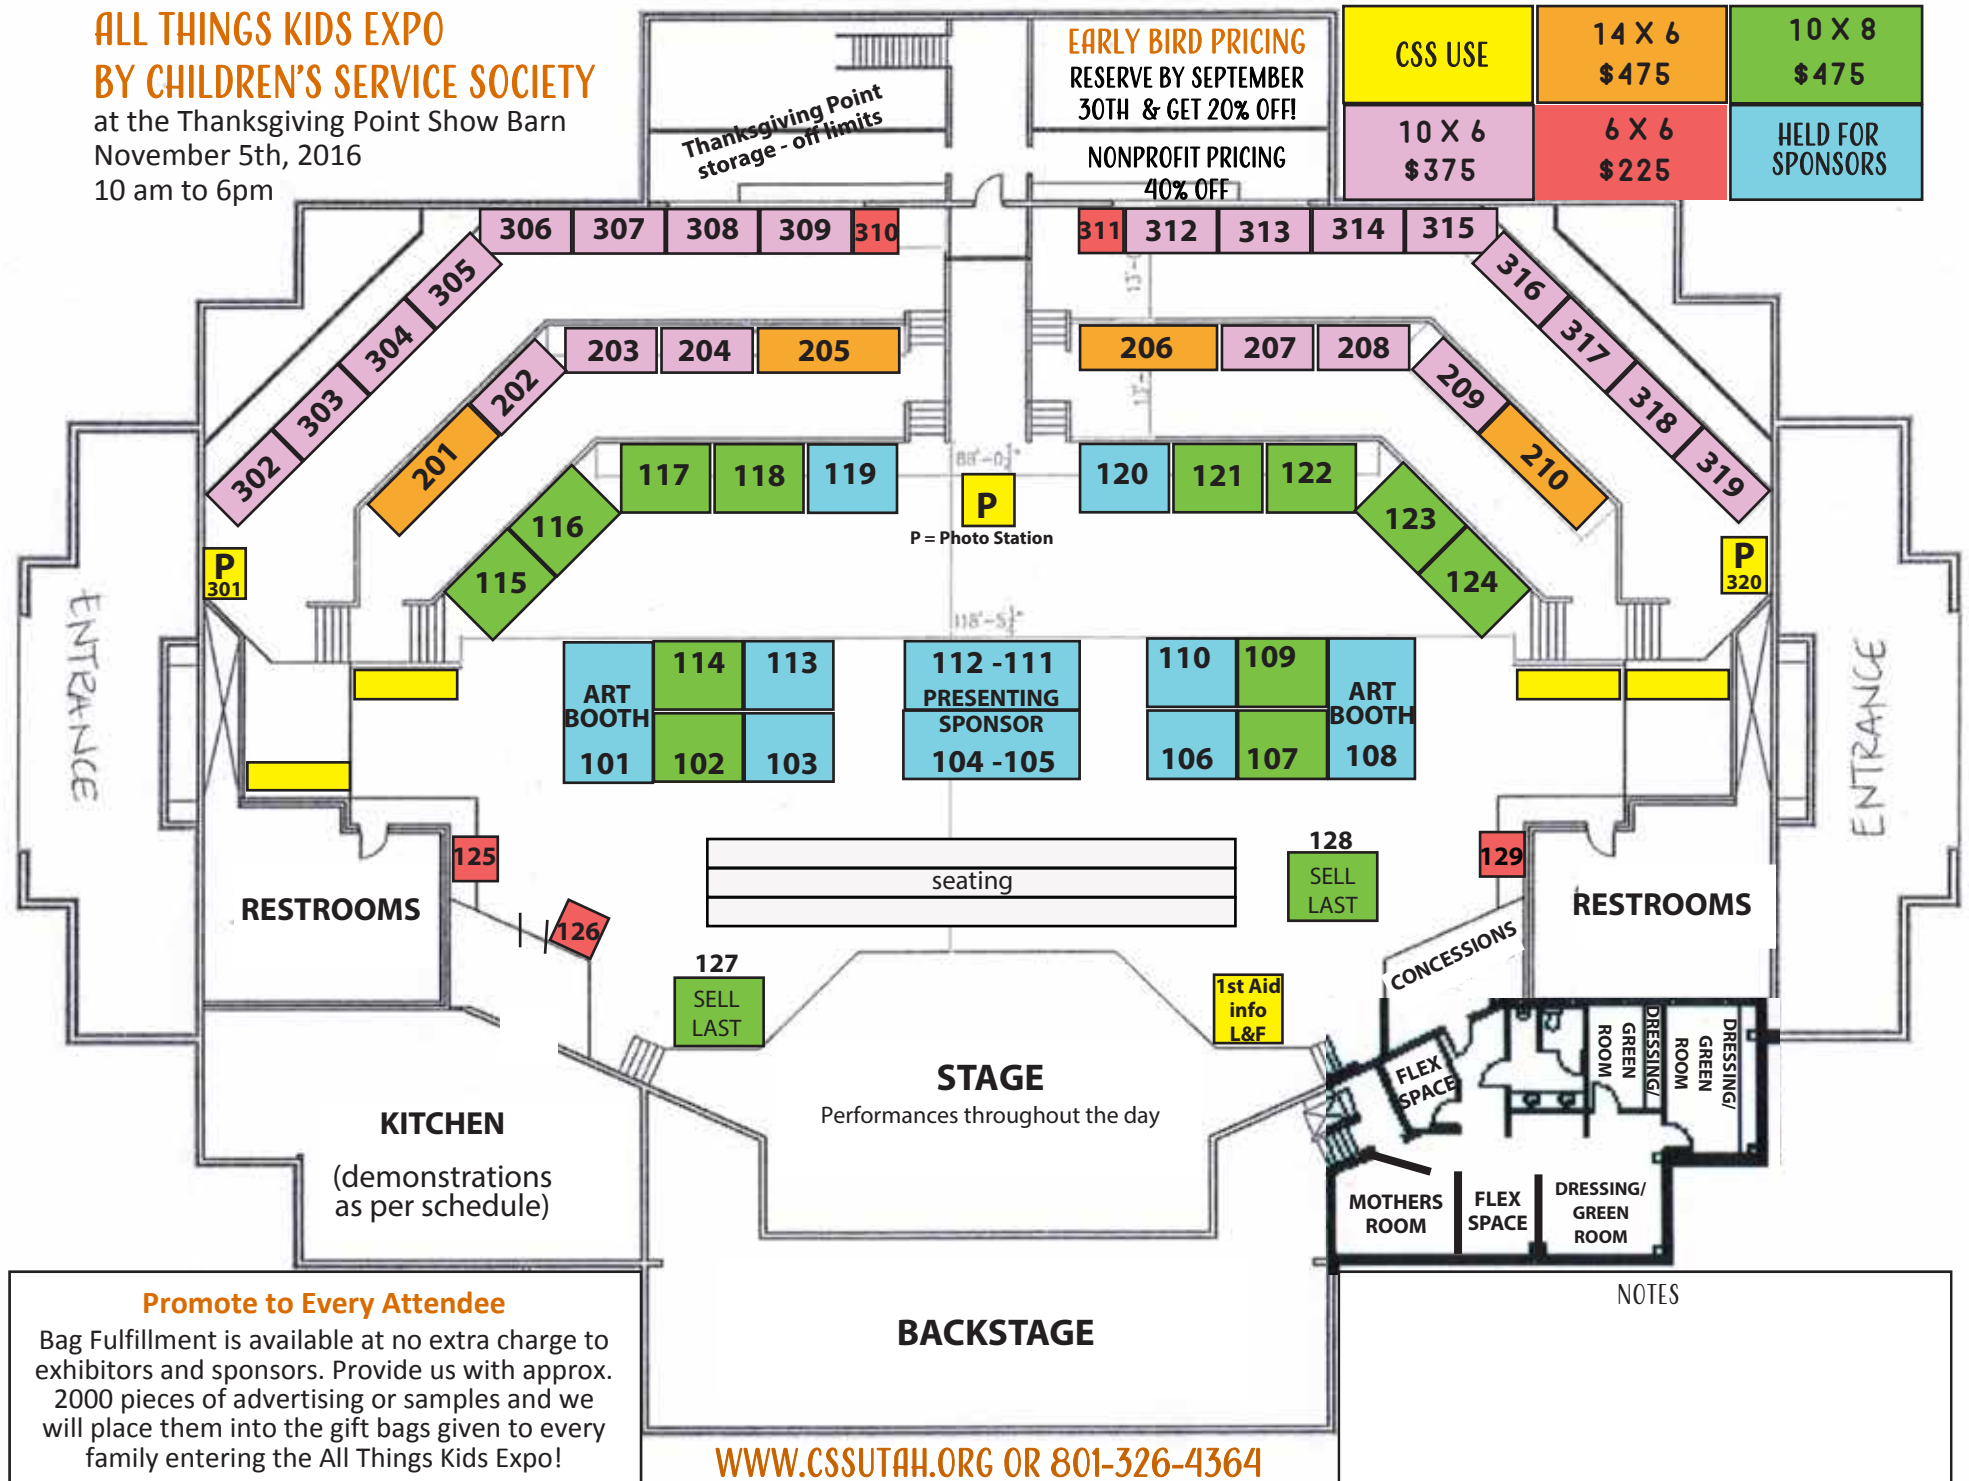 ALL THINGS KIDS EXPO
BY CHILDREN'S SERVICE SOCIETY
at the Thanksgiving Point Show Barn
November 5th, 2016
10 am to 6pm
Thanksgiving Point
storage - off limits
EARLY BIRD PRICING
RESERVE BY SEPTEMBER
30TH & GET 20% OFF!
NONPROFIT PRICING
40% OFF
CSS USE
14 X 6
$475
10 X 8
$475
10 X 6
$375
6 X 6
$225
HELD FOR
SPONSORS
306 307 308 309 310
311 312 313 314 315
305
304
303
302
316
317
318
319
13'-
203 204 205
206 207 208
202
201
209
210
117 118 119
120 121 122
116
115
123
124
88'-0½"
P
P = Photo Station
P
301
P
320
ENTRANCE
ENTRANCE
118'-5½"
ART
BOOTH
101
114 113
102 103
112 -111
PRESENTING
SPONSOR
104 -105
110 109
106 107
ART
BOOTH
108
125
126
seating
128
SELL
LAST
129
RESTROOMS
RESTROOMS
CONCESSIONS
127
SELL
LAST
1st Aid
info
L&F
STAGE
Performances throughout the day
KITCHEN
(demonstrations
as per schedule)
FLEX
SPACE
DRESSING/
GREEN
ROOM
DRESSING/
GREEN
ROOM
MOTHERS
ROOM
FLEX
SPACE
DRESSING/
GREEN
ROOM
BACKSTAGE
Promote to Every Attendee
Bag Fulfillment is available at no extra charge to
exhibitors and sponsors. Provide us with approx.
2000 pieces of advertising or samples and we
will place them into the gift bags given to every
family entering the All Things Kids Expo!
WWW.CSSUTAH.ORG OR 801-326-4364
NOTES